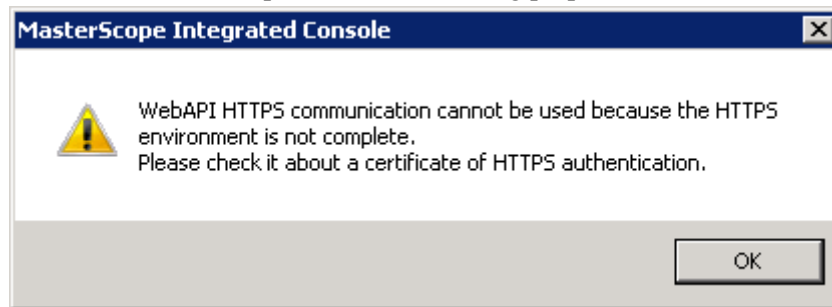 MasterScope Integrated Console
WebAPI HTTPS communication cannot be used because the HTTPS
environment is not complete.
Please check it about a certificate of HTTPS authentication.
OK